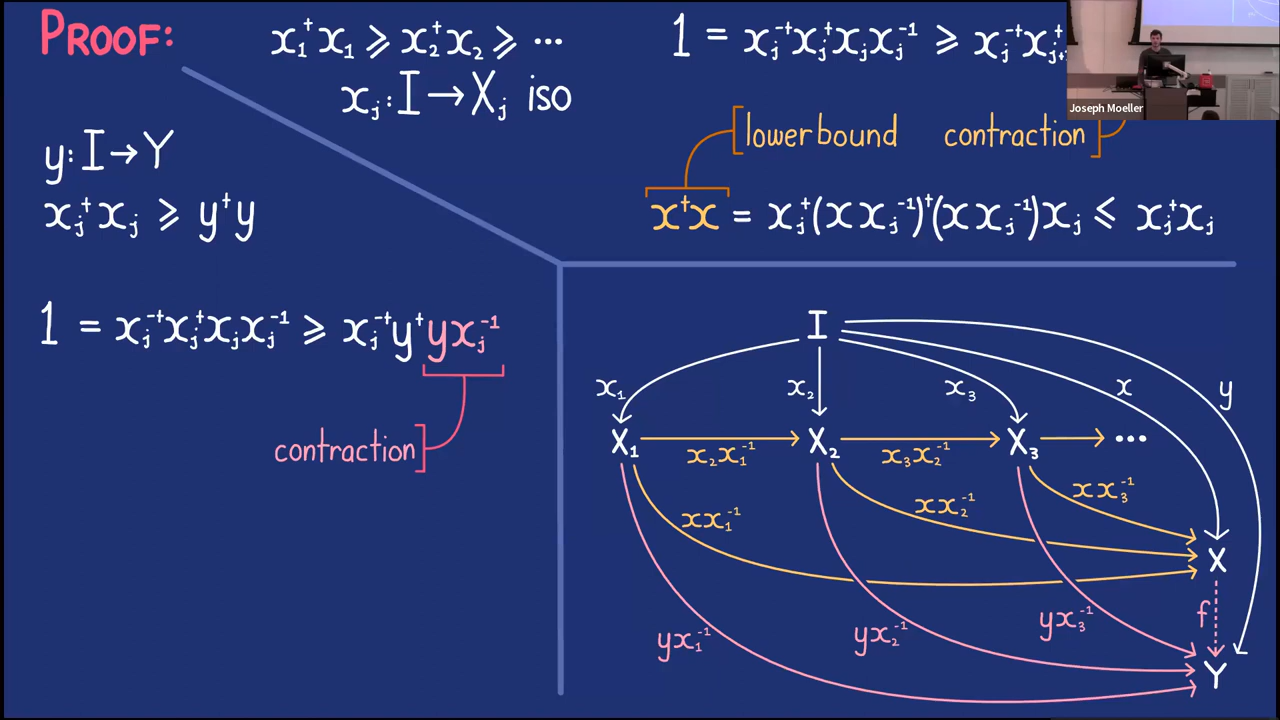 PROOF:
x₁†x₁ ⩾ x₂†x₂ ⩾ ⋯
xⱼ : I → Xⱼ iso
1 = xⱼ⁻†xⱼ†xⱼxⱼ⁻¹ ⩾ xⱼ⁻†
Joseph Moeller
y : I → Y
xⱼ†xⱼ ⩾ y†y
lowerbound contraction
x†x = xⱼ†(xxⱼ⁻¹)†(xxⱼ⁻¹)xⱼ ⩽ xⱼ†xⱼ
1 = xⱼ⁻†xⱼ†xⱼxⱼ⁻¹ ⩾ xⱼ⁻†y†yxⱼ⁻¹
contraction
I
x₁ x₂ x₃ x y
X₁ X₂ X₃ ⋯
x₂x₁⁻¹ x₃x₂⁻¹
xx₁⁻¹ xx₂⁻¹ xx₃⁻¹
X
f
yx₁⁻¹ yx₂⁻¹ yx₃⁻¹
Y